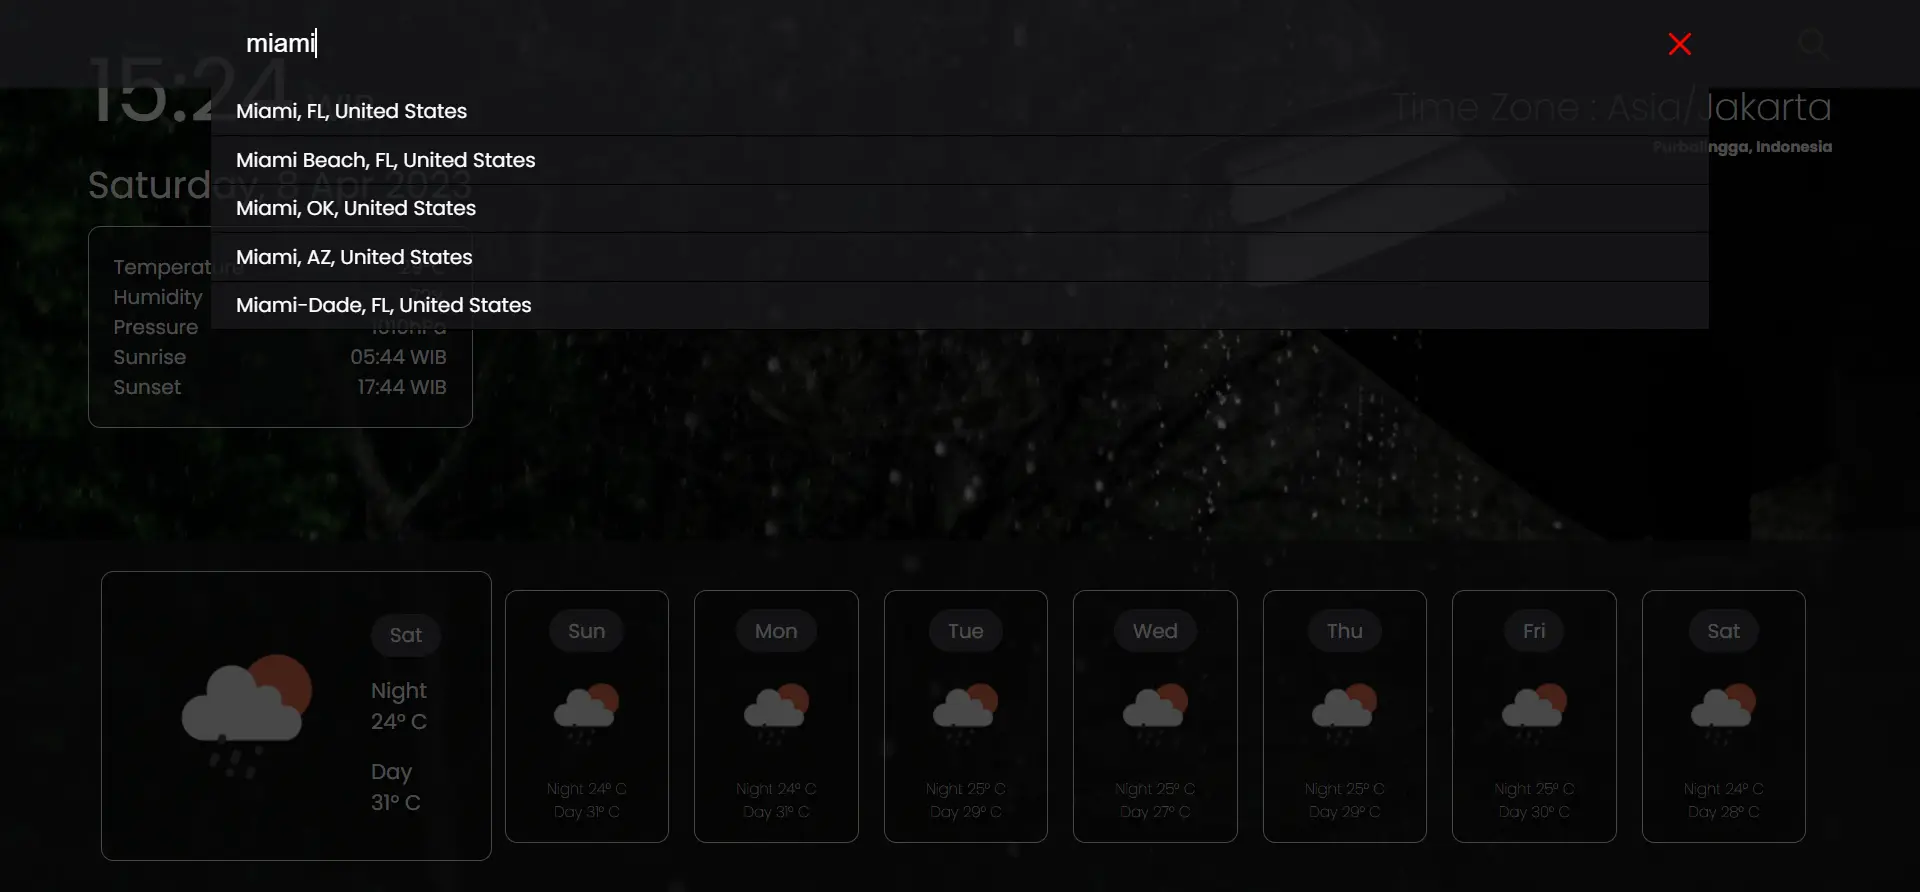 miami
15:24 WIB
Miami, FL, United States
Time Zone : Asia/Jakarta
Miami Beach, FL, United States
Purbalingga, Indonesia
Saturday, 8 Apr 2023
Miami, OK, United States
Miami, AZ, United States
Temperature
Humidity
Miami-Dade, FL, United States
Pressure 1010hPa
Sunrise 05:44 WIB
Sunset 17:44 WIB
Sat
Night
24° C
Day
31° C
Sun
Night 24° C
Day 31° C
Mon
Night 24° C
Day 31° C
Tue
Night 25° C
Day 29° C
Wed
Night 25° C
Day 27° C
Thu
Night 25° C
Day 29° C
Fri
Night 25° C
Day 30° C
Sat
Night 24° C
Day 28° C